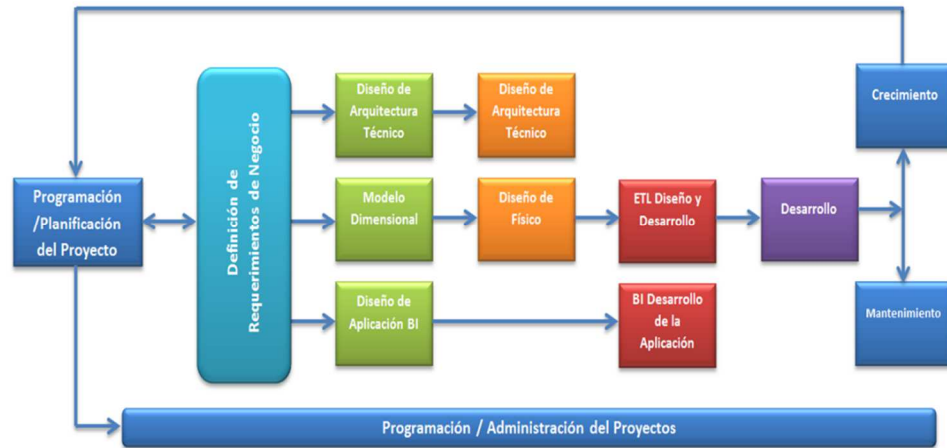 Programación
/Planificación
del Proyecto
Definición de
Requerimientos de Negocio
Diseño de
Arquitectura
Técnico
Diseño de
Arquitectura
Técnico
Modelo
Dimensional
Diseño de
Físico
ETL Diseño y
Desarrollo
Desarrollo
Diseño de
Aplicación BI
BI Desarrollo
de la
Aplicación
Crecimiento
Mantenimiento
Programación / Administración del Proyectos